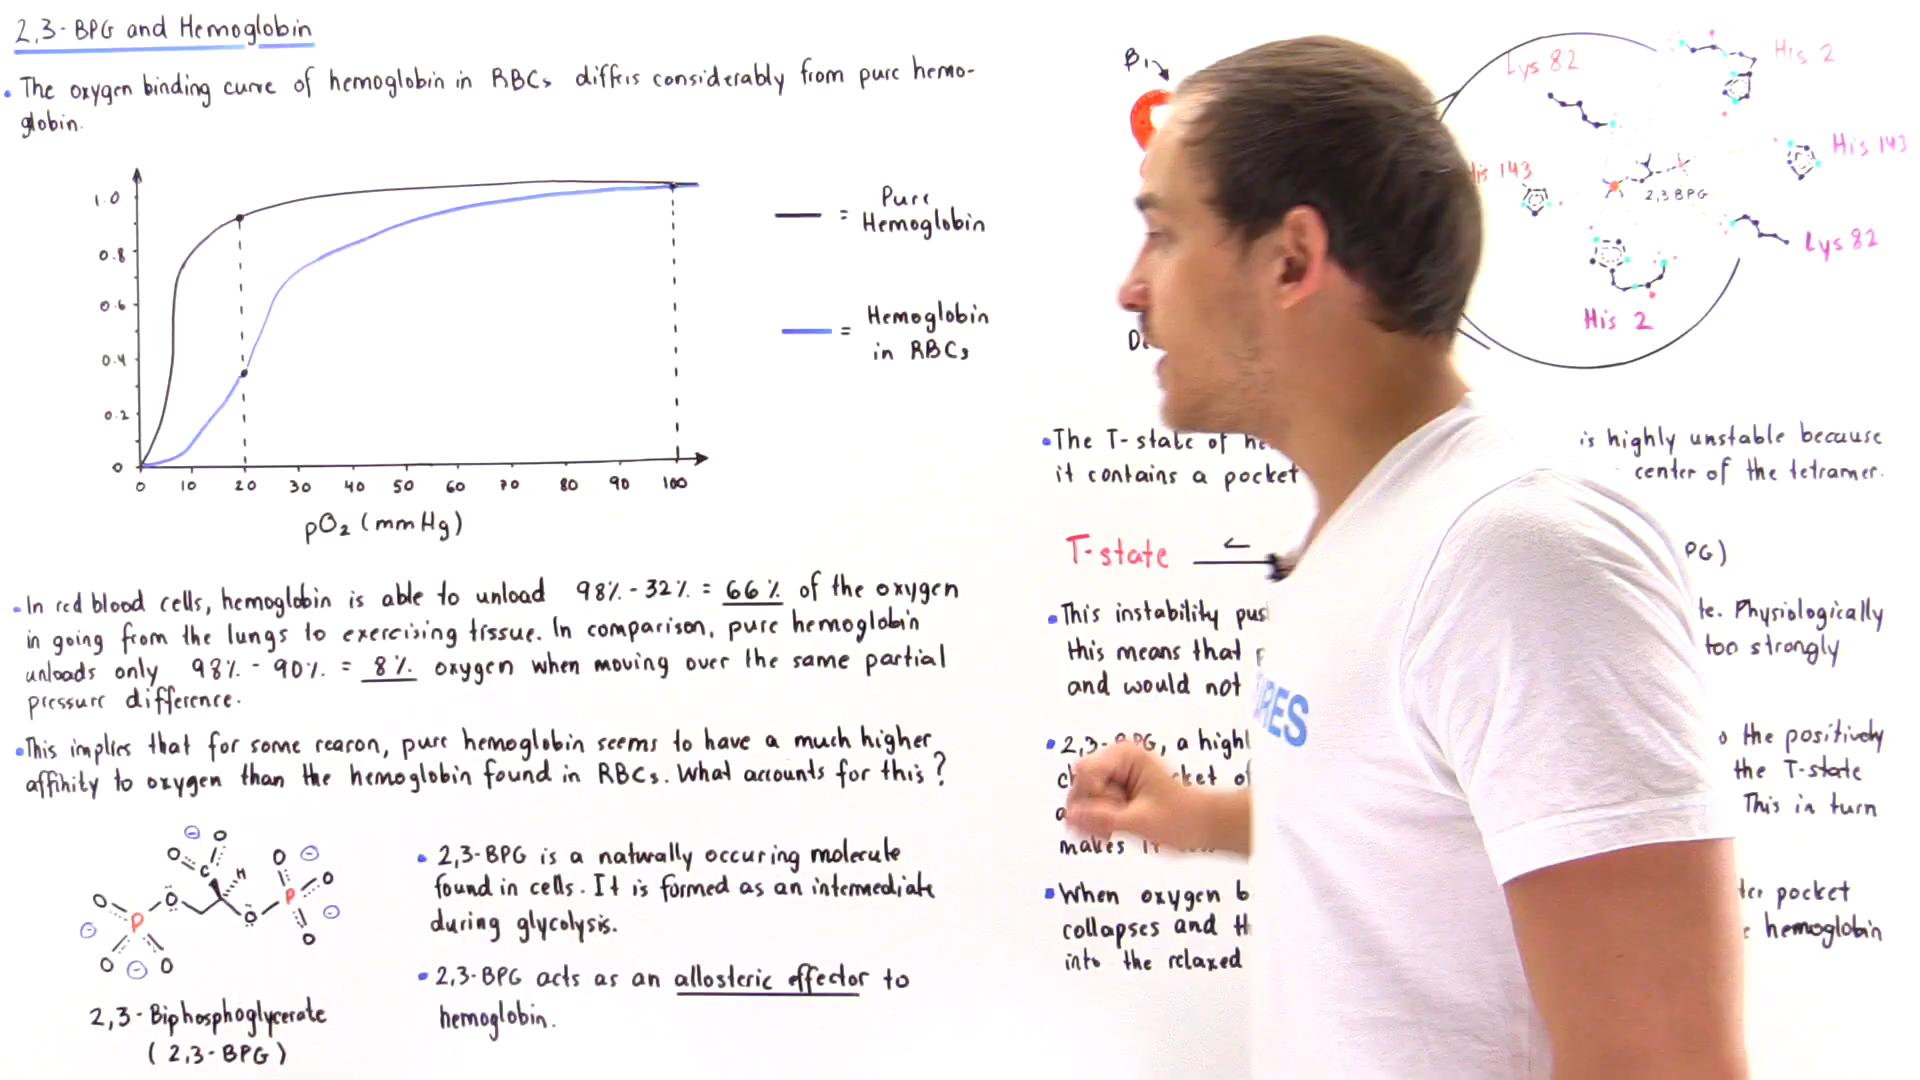 2,3-BPG and Hemoglobin
• The oxygen binding curve of hemoglobin in RBCs differs considerably from pure hemo-
globin.
1.0
0.8
0.6
0.4
0.2
0
0 10 20 30 40 50 60 70 80 90 100
pO2 (mmHg)
= Pure
Hemoglobin
= Hemoglobin
in RBCs
• In red blood cells, hemoglobin is able to unload 98% - 32% = 66% of the oxygen
in going from the lungs to exercising tissue. In comparison, pure hemoglobin
unloads only 98% - 90% = 8% oxygen when moving over the same partial
pressure difference.
• This implies that for some reason, pure hemoglobin seems to have a much higher
affinity to oxygen than the hemoglobin found in RBCs. What accounts for this?
O O C H O O P O O O P O O O O
2,3-Biphosphoglycerate
(2,3-BPG)
• 2,3-BPG is a naturally occuring molecule
found in cells. It is formed as an intermediate
during glycolysis.
• 2,3-BPG acts as an allosteric effector to
hemoglobin.
β1
Lys 82
His 2
His 143
His 143
2,3 BPG
Lys 82
His 2
• The T-state of is highly unstable because
it contains a pocket center of the tetramer.
T-state PG)
• This instability Physiologically
this means that too strongly
and would not
• 2,3-BPG, a the positively
of the T-state
This in turn
makes
• When oxygen pocket
collapses and hemoglobin
into the relaxed
RES